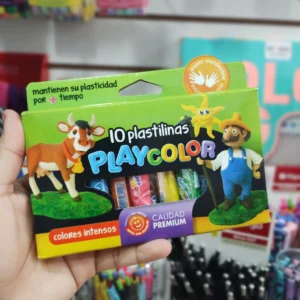 mantienen su plasticidad
por + tiempo
10 plastilinas
PLAYCOLOR
colores intensos
CALIDAD
PREMIUM